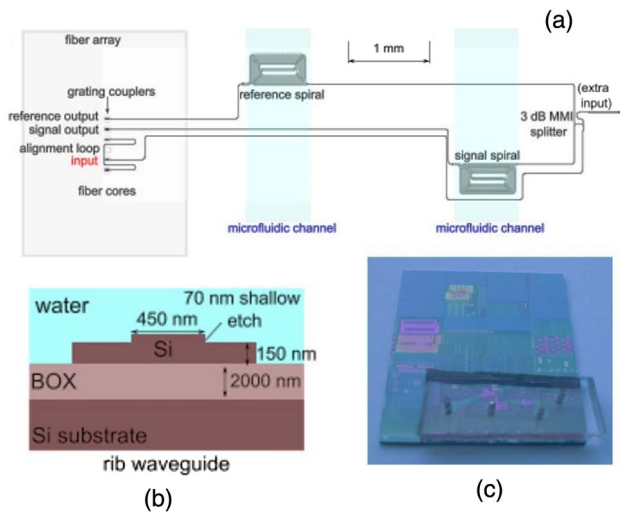 (a)
fiber array
1 mm
grating couplers
reference output
signal output
alignment loop
input
fiber cores
reference spiral
(extra
input)
3 dB MMI
splitter
signal spiral
microfluidic channel
microfluidic channel
water
70 nm shallow
450 nm
etch
Si
150 nm
BOX
2000 nm
Si substrate
rib waveguide
(b)
(c)